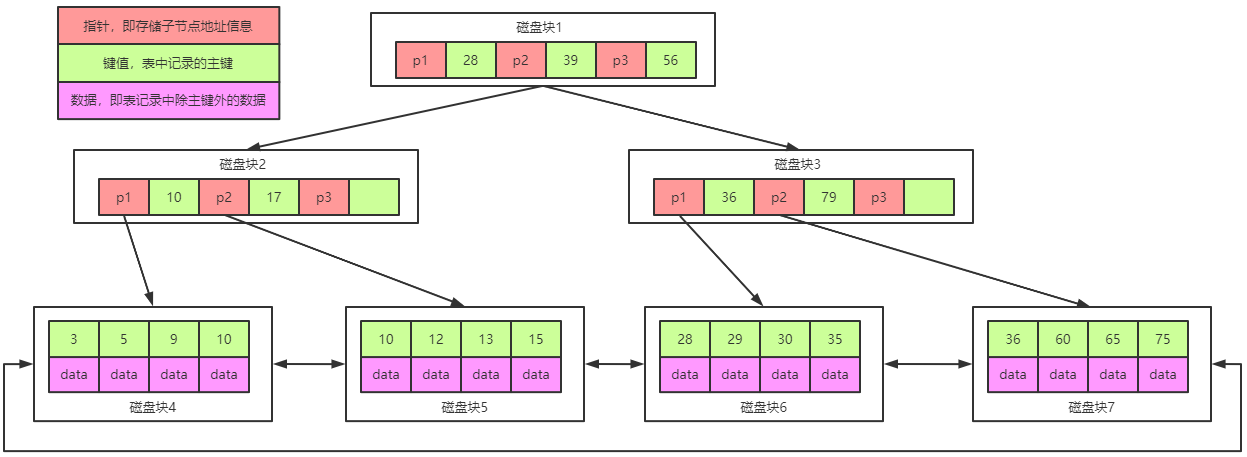 指针，即存储子节点地址信息
键值，表中记录的主键
数据，即表记录中除主键外的数据
磁盘块1
p1 28 p2 39 p3 56
磁盘块2
p1 10 p2 17 p3
磁盘块3
p1 36 p2 79 p3
3 5 9 10
data data data data
磁盘块4
10 12 13 15
data data data data
磁盘块5
28 29 30 35
data data data data
磁盘块6
36 60 65 75
data data data data
磁盘块7